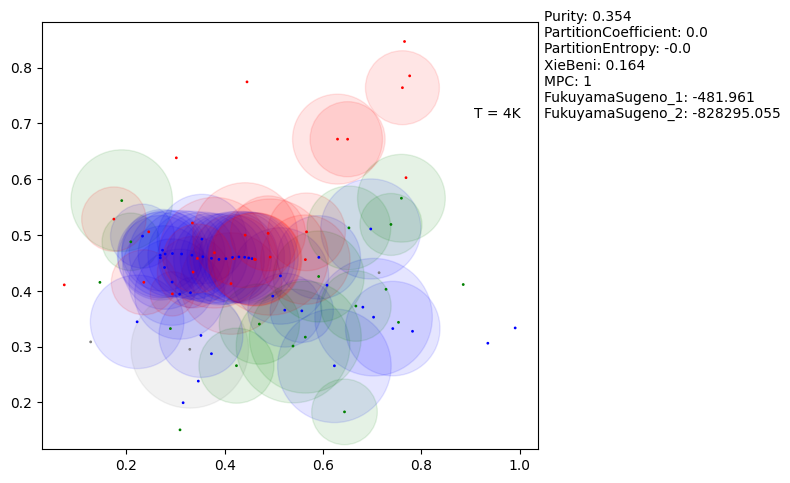 Purity: 0.354
PartitionCoefficient: 0.0
PartitionEntropy: -0.0
XieBeni: 0.164
MPC: 1
FukuyamaSugeno_1: -481.961
FukuyamaSugeno_2: -828295.055
T = 4K
0.8
0.7
0.6
0.5
0.4
0.3
0.2
0.2 0.4 0.6 0.8 1.0